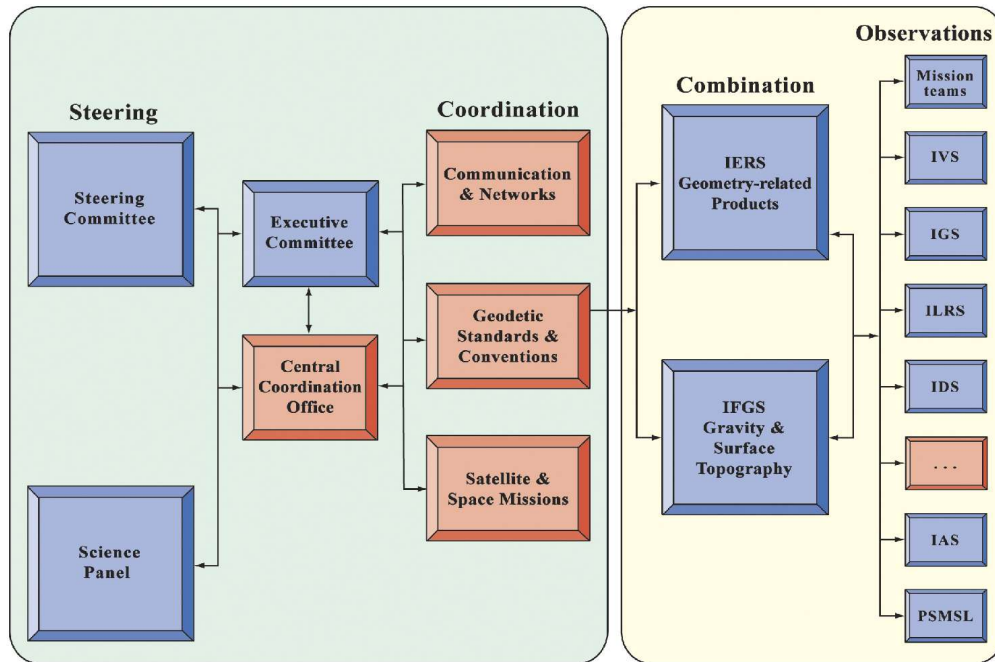 Steering
Steering
Committee
Science
Panel
Executive
Committee
Central
Coordination
Office
Coordination
Communication
& Networks
Geodetic
Standards &
Conventions
Satellite &
Space Missions
Combination
IERS
Geometry-related
Products
IFGS
Gravity &
Surface
Topography
Observations
Mission
teams
IVS
IGS
ILRS
IDS
. . .
IAS
PSMSL